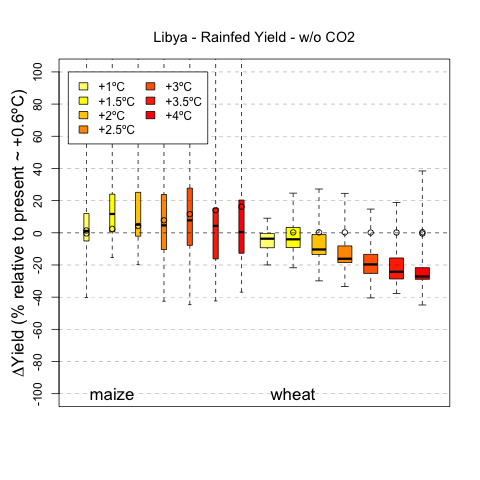 Libya - Rainfed Yield - w/o CO2
ΔYield (% relative to present ~ +0.6ºC)
100
80
60
40
20
0
-20
-40
-60
-80
-100
+1ºC
+1.5ºC
+2ºC
+2.5ºC
+3ºC
+3.5ºC
+4ºC
maize
wheat